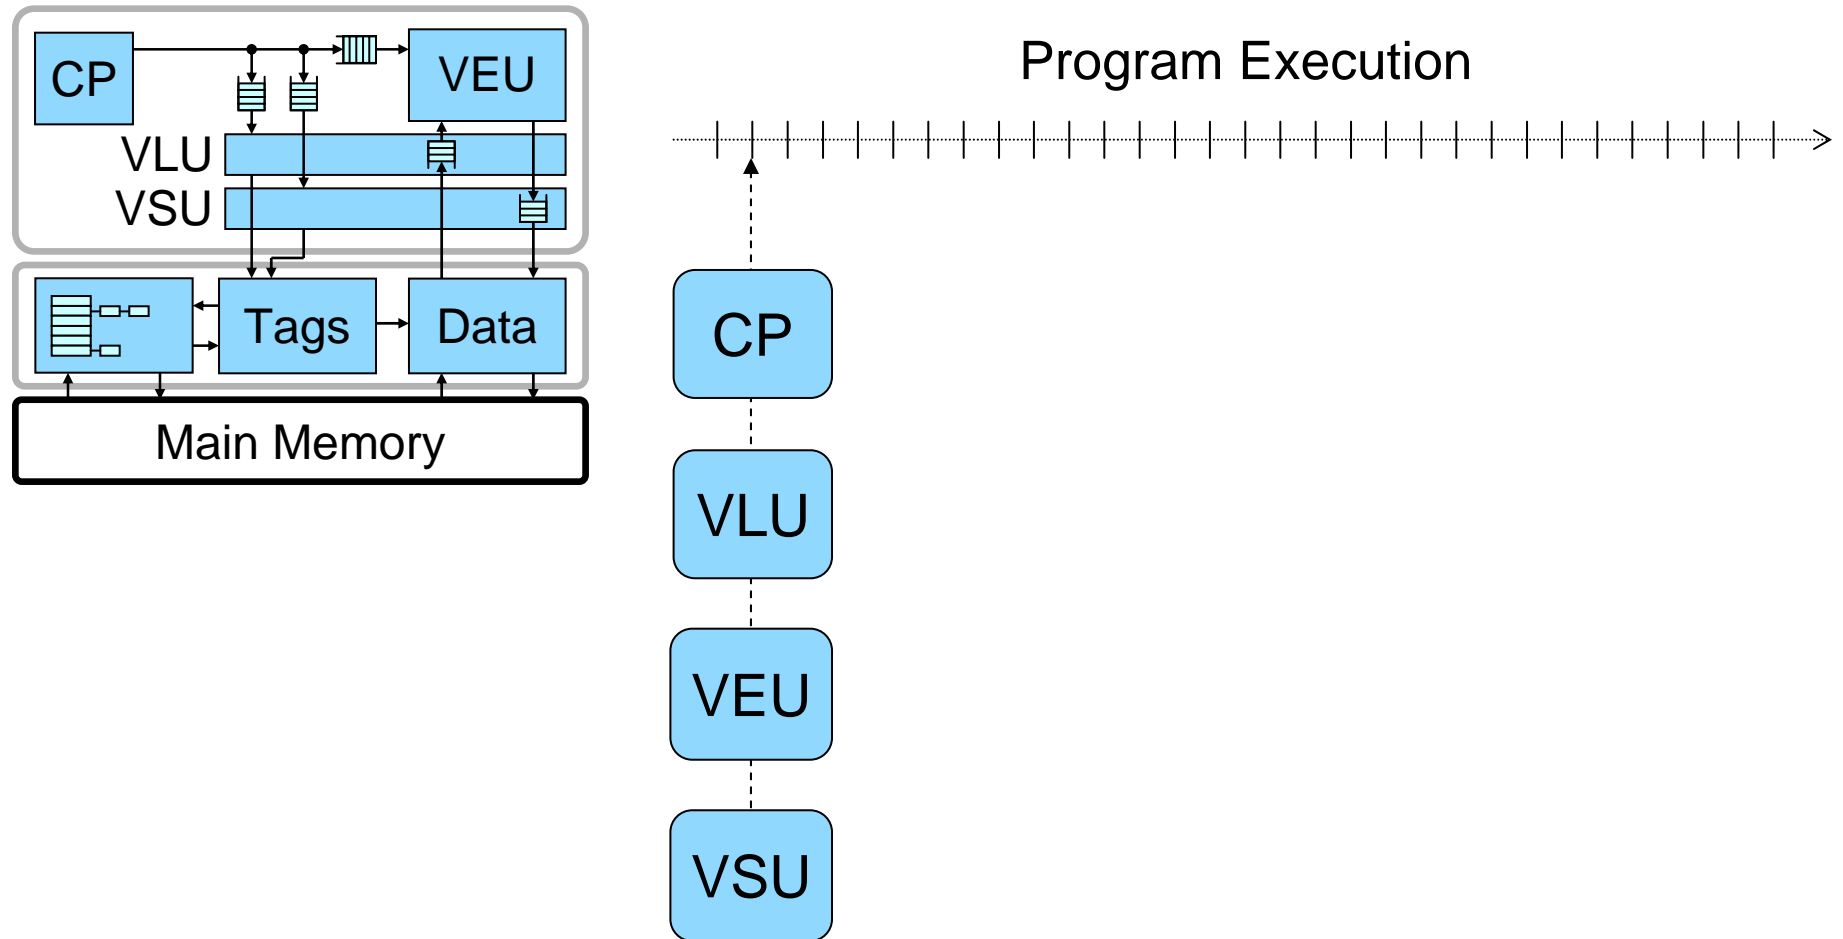 CP
VEU
VLU
VSU
Tags
Data
Main Memory
Program Execution
CP
VLU
VEU
VSU